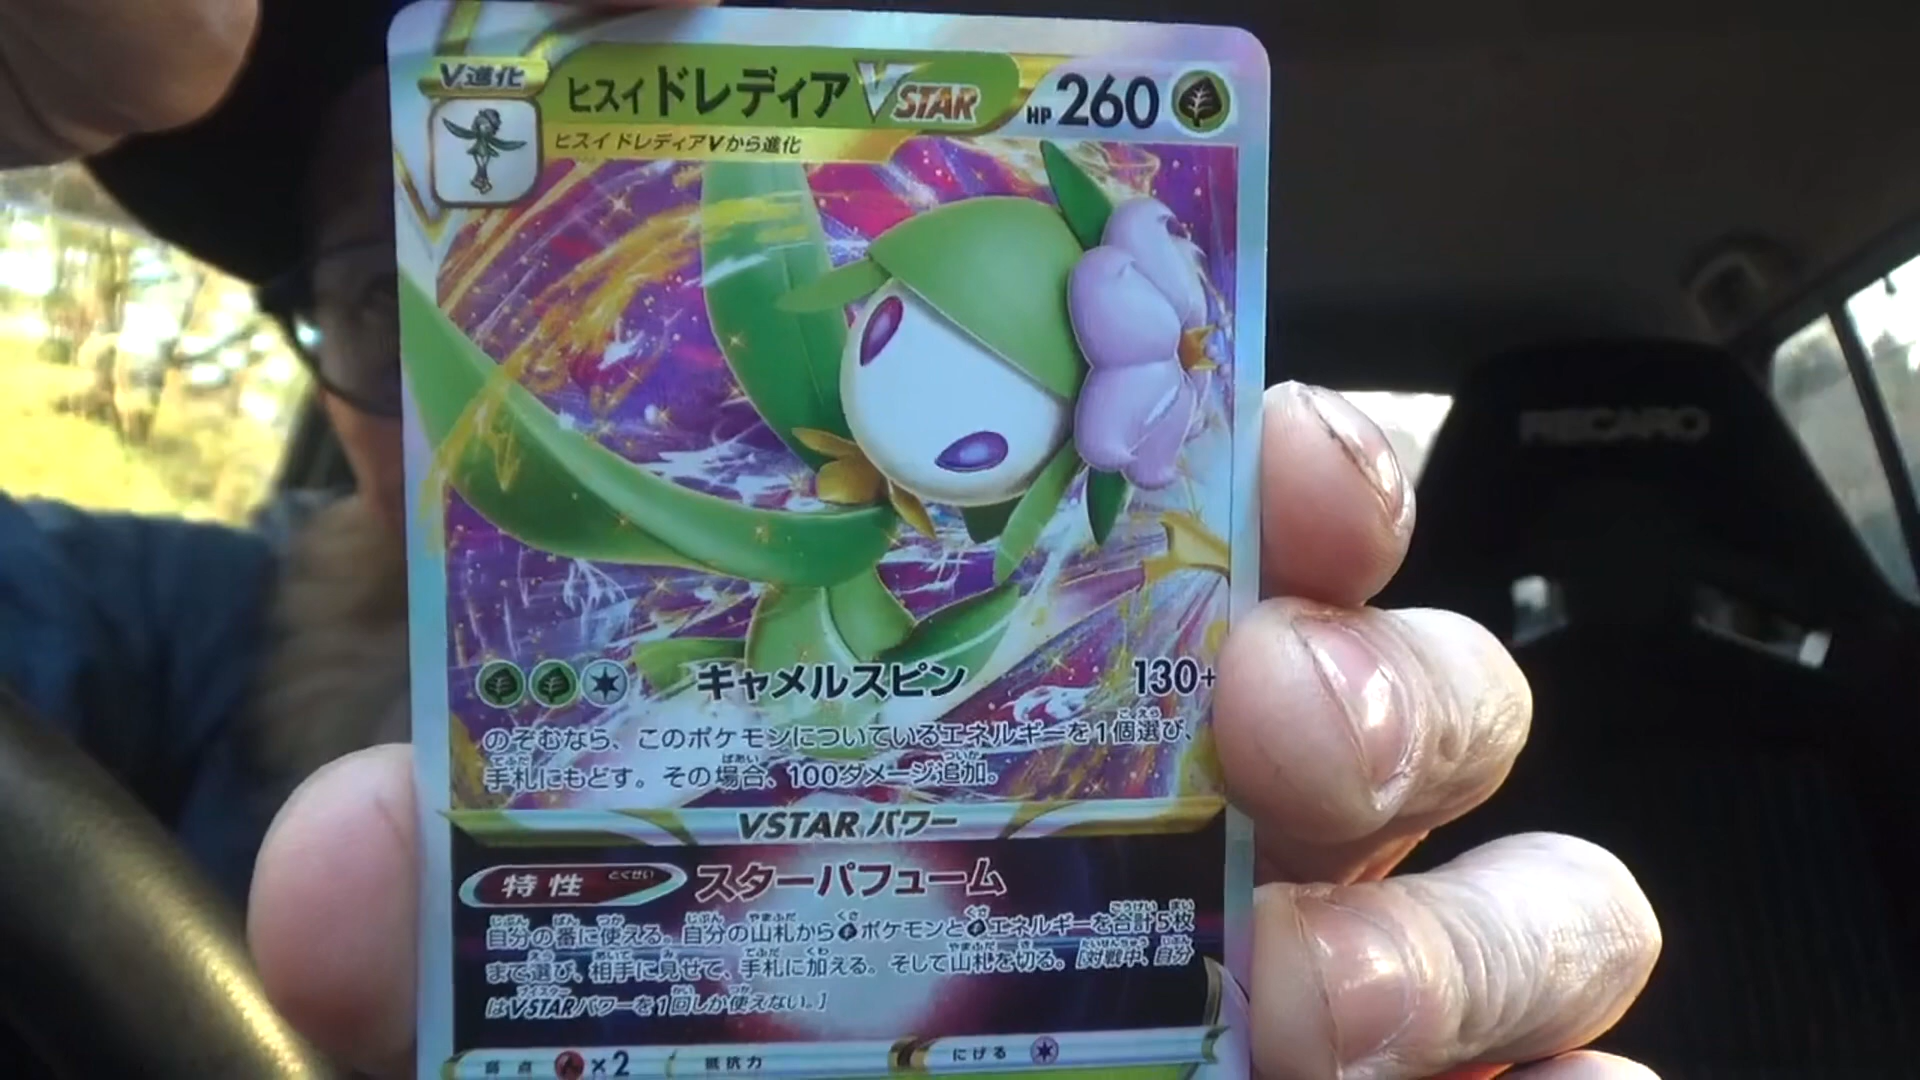 V進化
ヒスイ ドレディア VSTAR
HP 260
ヒスイ ドレディアVから進化
RECARO
キャメルスピン 130+
のぞむなら、このポケモンについているエネルギーを1個選び、
手札にもどす。その場合、100ダメージ追加。
VSTARパワー
特性 とくせい スターパフューム
自分の番に使える。自分の山札からポケモンとエネルギーを合計5枚
まで選び、相手に見せて、手札に加える。そして山札を切る。[対戦中、自分
はVSTARパワーを1回しか使えない。]
弱点 ×2 抵抗力 にげる